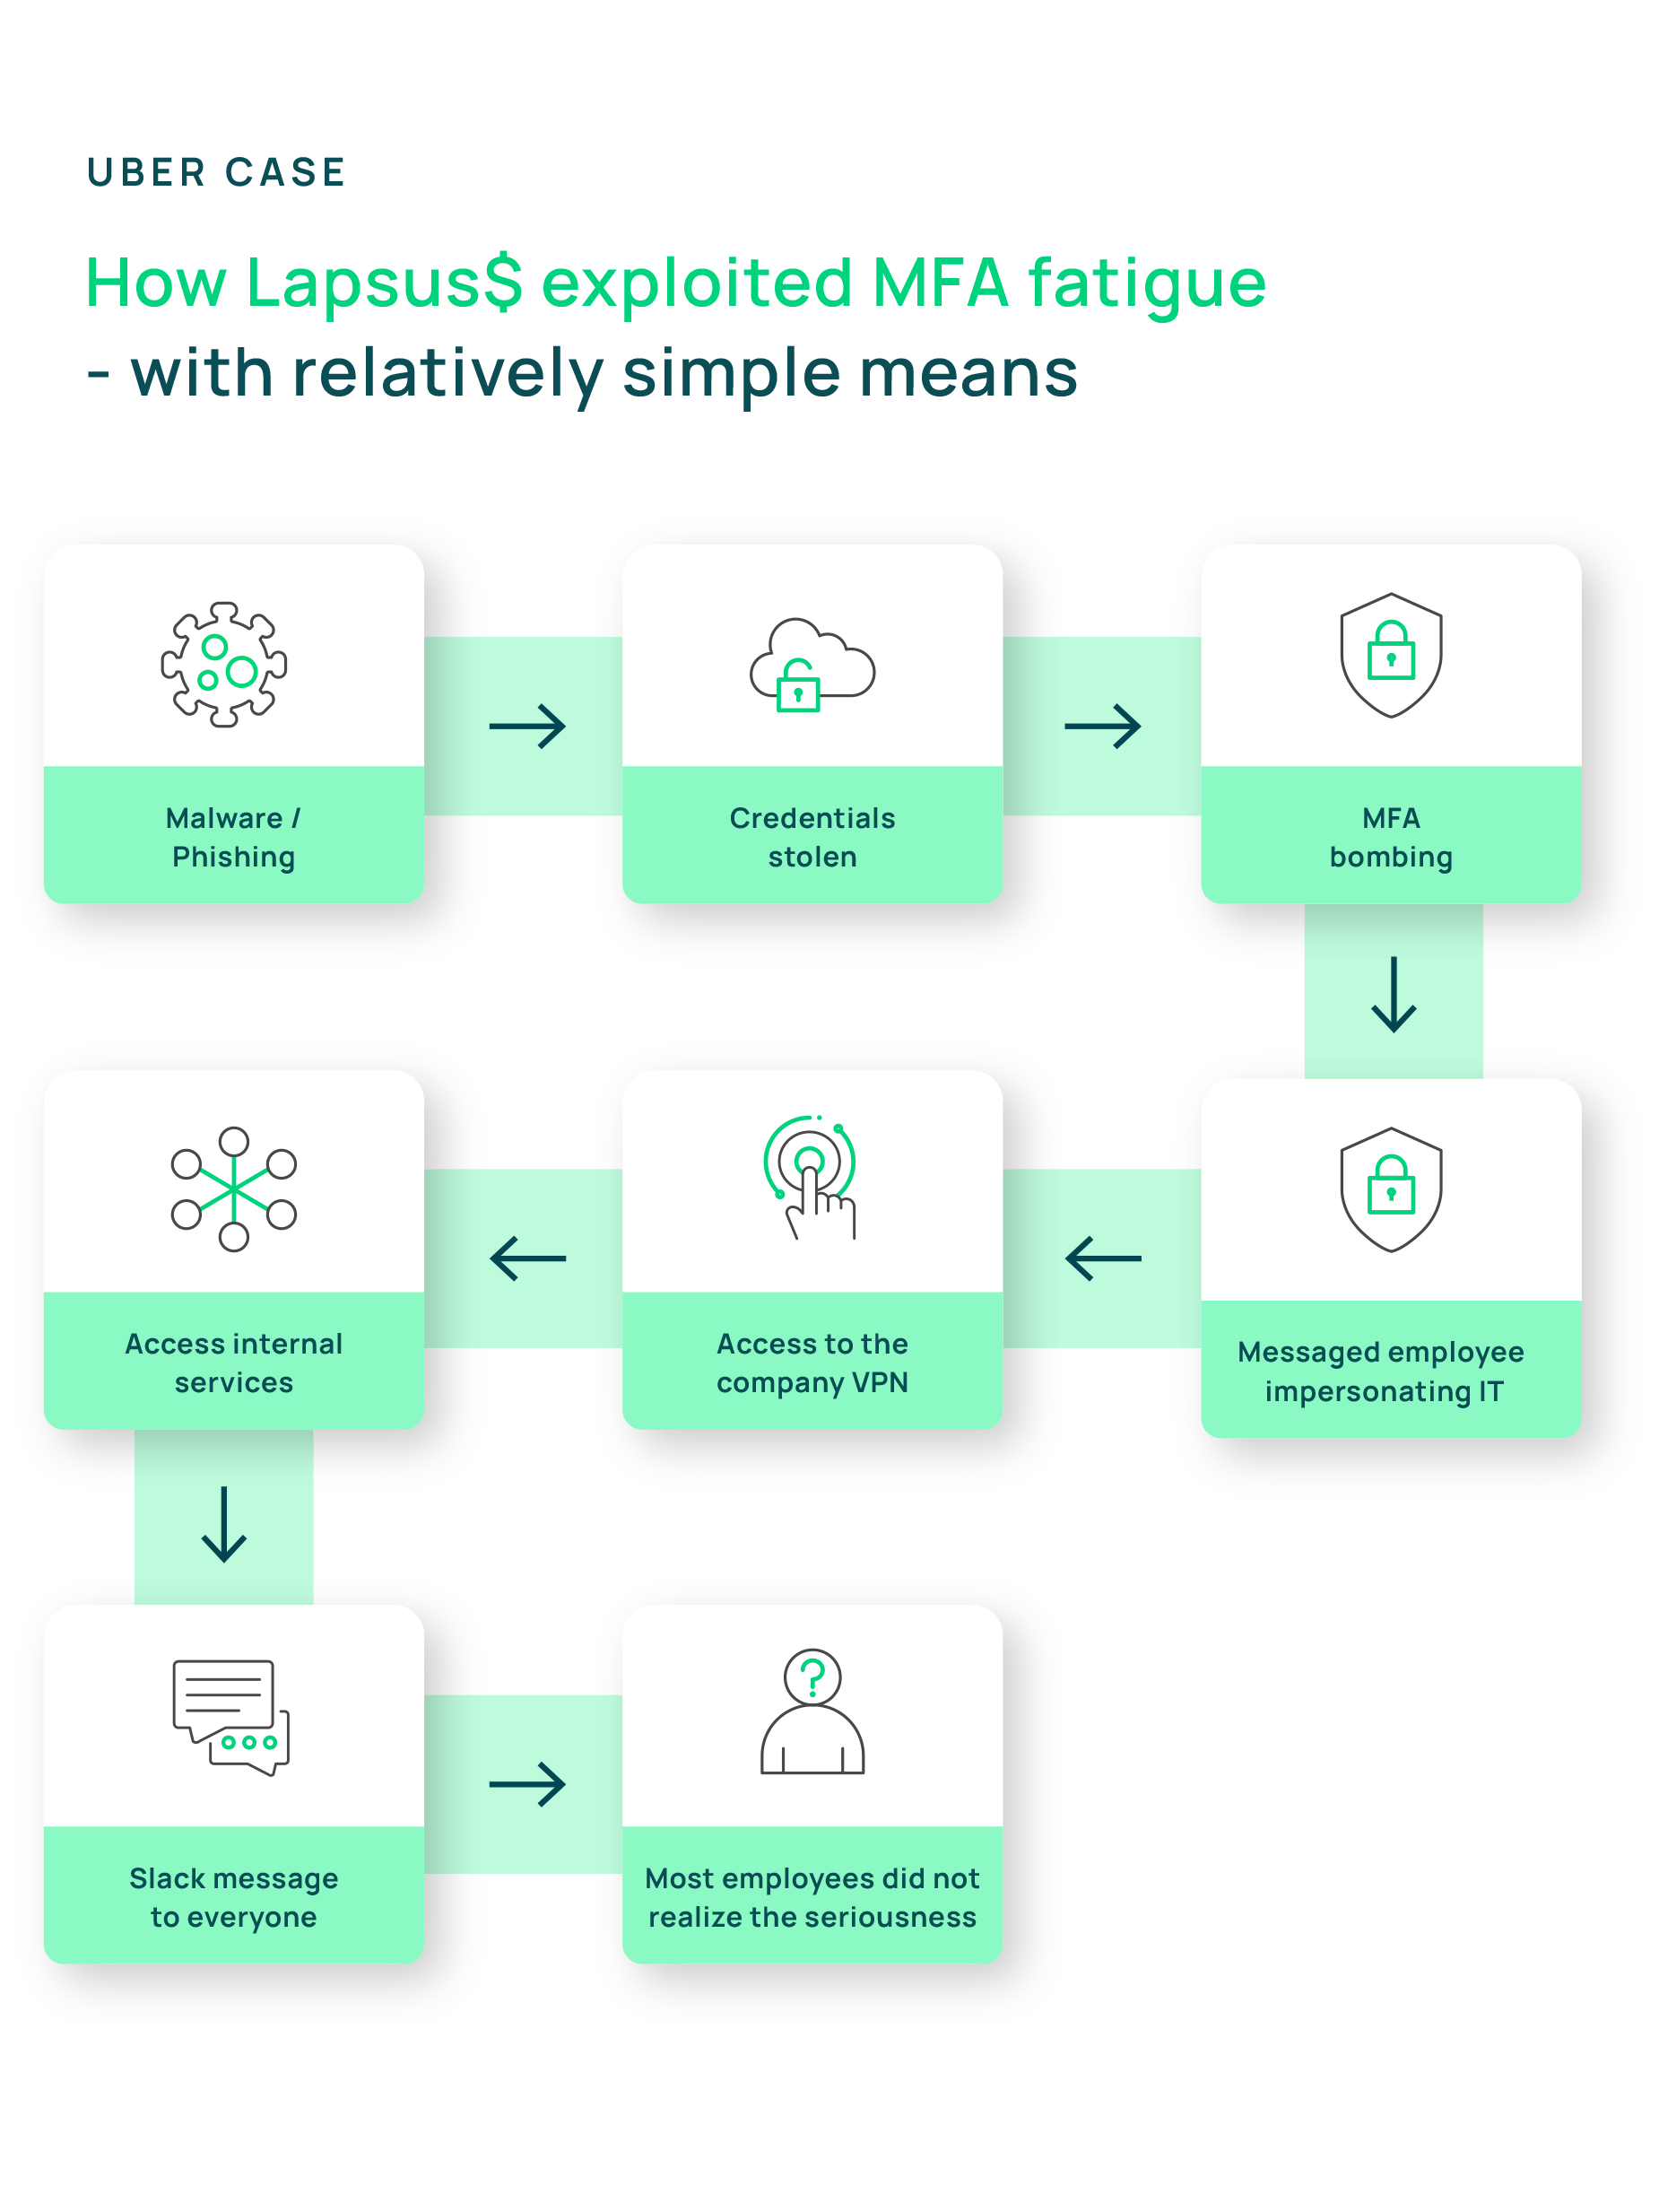 UBER CASE
How Lapsus$ exploited MFA fatigue
- with relatively simple means
Malware /
Phishing
Credentials
stolen
MFA
bombing
Messaged employee
impersonating IT
Access to the
company VPN
Access internal
services
Slack message
to everyone
Most employees did not
realize the seriousness